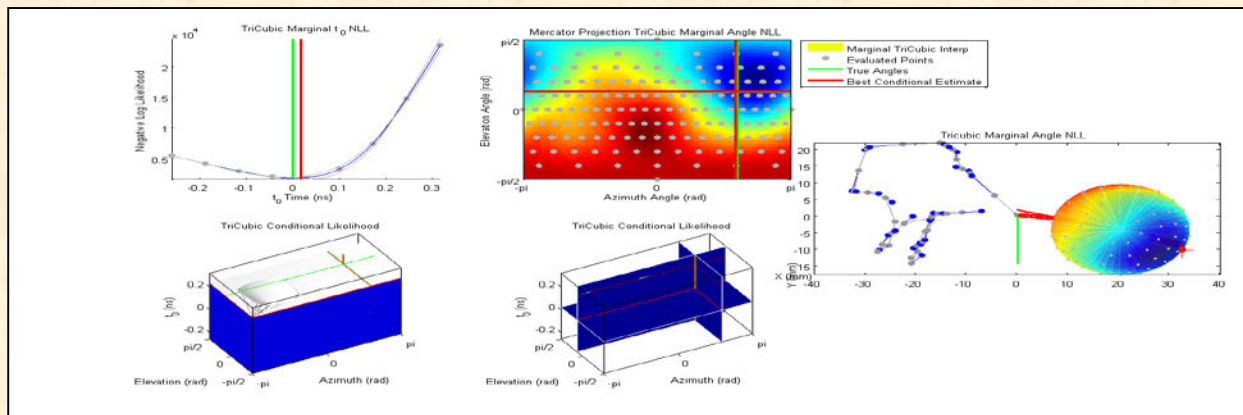 TriCubic Marginal t0 NLL
x 10^4
2
1.5
1
0.5
Negative Log Likelihood
-0.2 -0.1 0 0.1 0.2 0.3
t0 Time (ns)
Mercator Projection TriCubic Marginal Angle NLL
pi/2
0
-pi/2
Elevation Angle (rad)
-pi 0 pi
Azimuth Angle (rad)
Marginal TriCubic Interp
Evaluated Points
True Angles
Best Conditional Estimate
Tricubic Marginal Angle NLL
20
15
10
5
0
-5
-10
15
X (mm)
Y (mm)
-40 -30 -20 -10 0 10 20 30 40
TriCubic Conditional Likelihood
0.2
0
-0.2
t0 (ns)
pi/2
0
-pi/2
Elevation (rad)
-pi
0
pi
Azimuth (rad)
TriCubic Conditional Likelihood
0.2
0
-0.2
t0 (ns)
pi/2
0
-pi/2
Elevation (rad)
-pi
0
pi
Azimuth (rad)